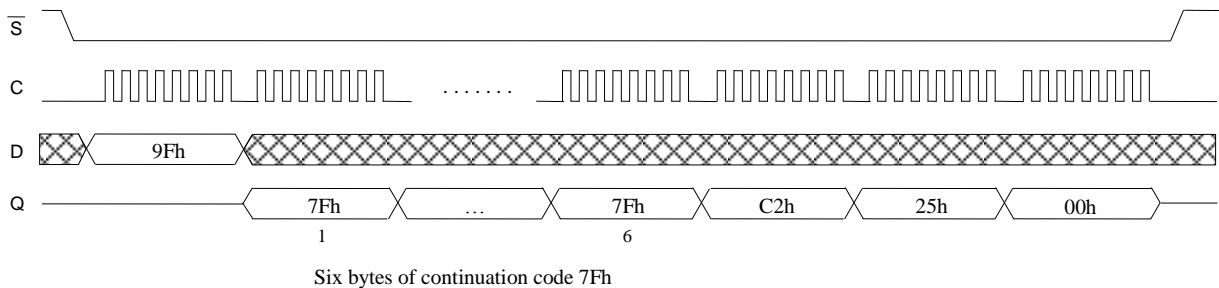 S
C .......
D 9Fh
Q 7Fh ... 7Fh C2h 25h 00h
1 6
Six bytes of continuation code 7Fh